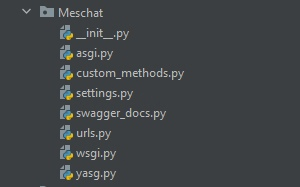 Meschat
__init__.py
asgi.py
custom_methods.py
settings.py
swagger_docs.py
urls.py
wsgi.py
yasg.py